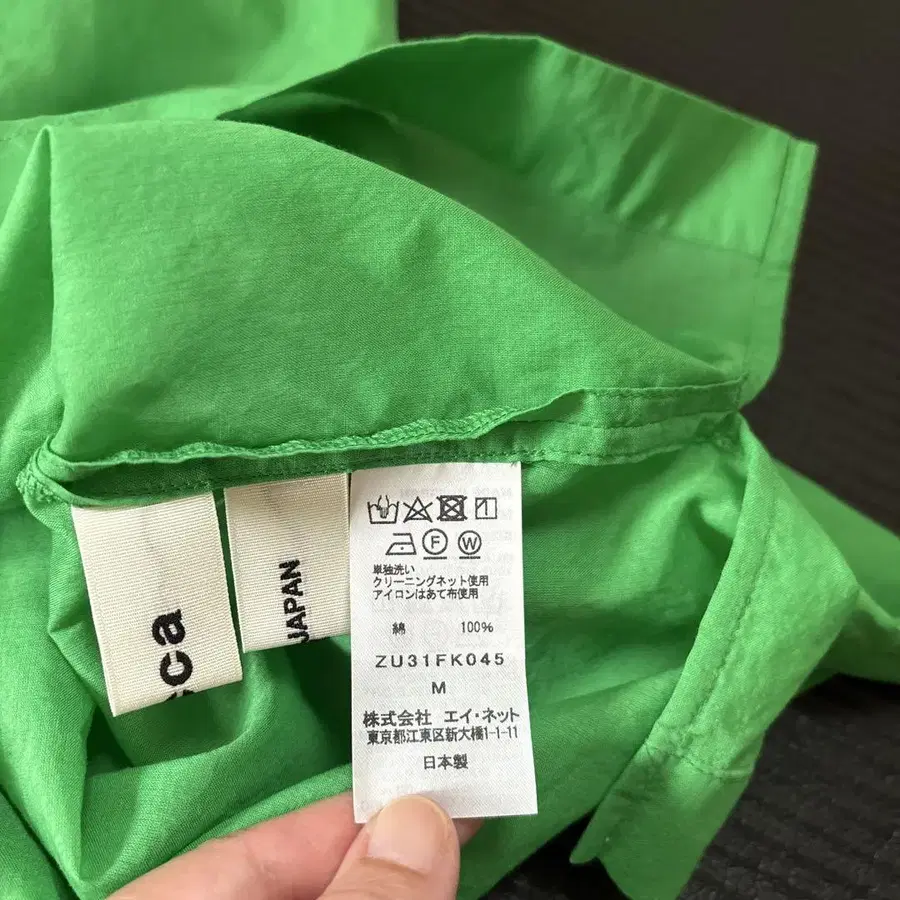 ca
JAPAN
1
F W
単独洗い
クリーニングネット使用
アイロンはあて布使用
綿 100%
ZU31FK045
M
株式会社 エイ・ネット
東京都江東区新大橋1-1-11
日本製